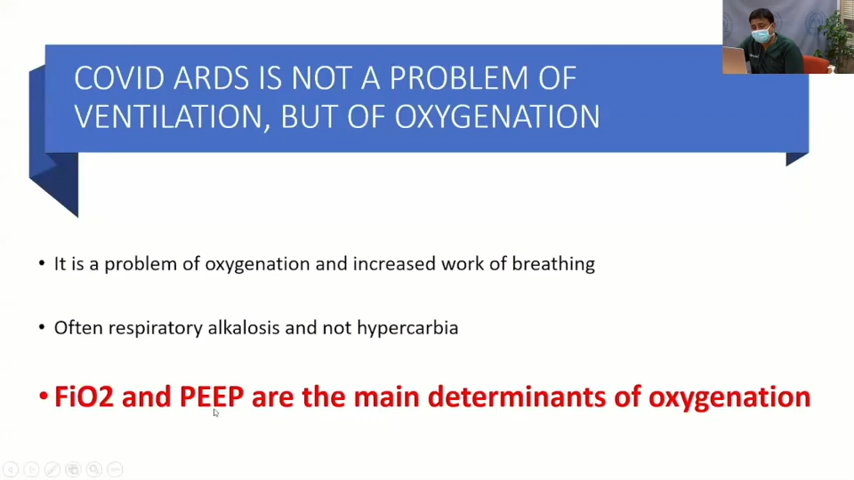 COVID ARDS IS NOT A PROBLEM OF
VENTILATION, BUT OF OXYGENATION
• It is a problem of oxygenation and increased work of breathing
• Often respiratory alkalosis and not hypercarbia
• FiO2 and PEEP are the main determinants of oxygenation